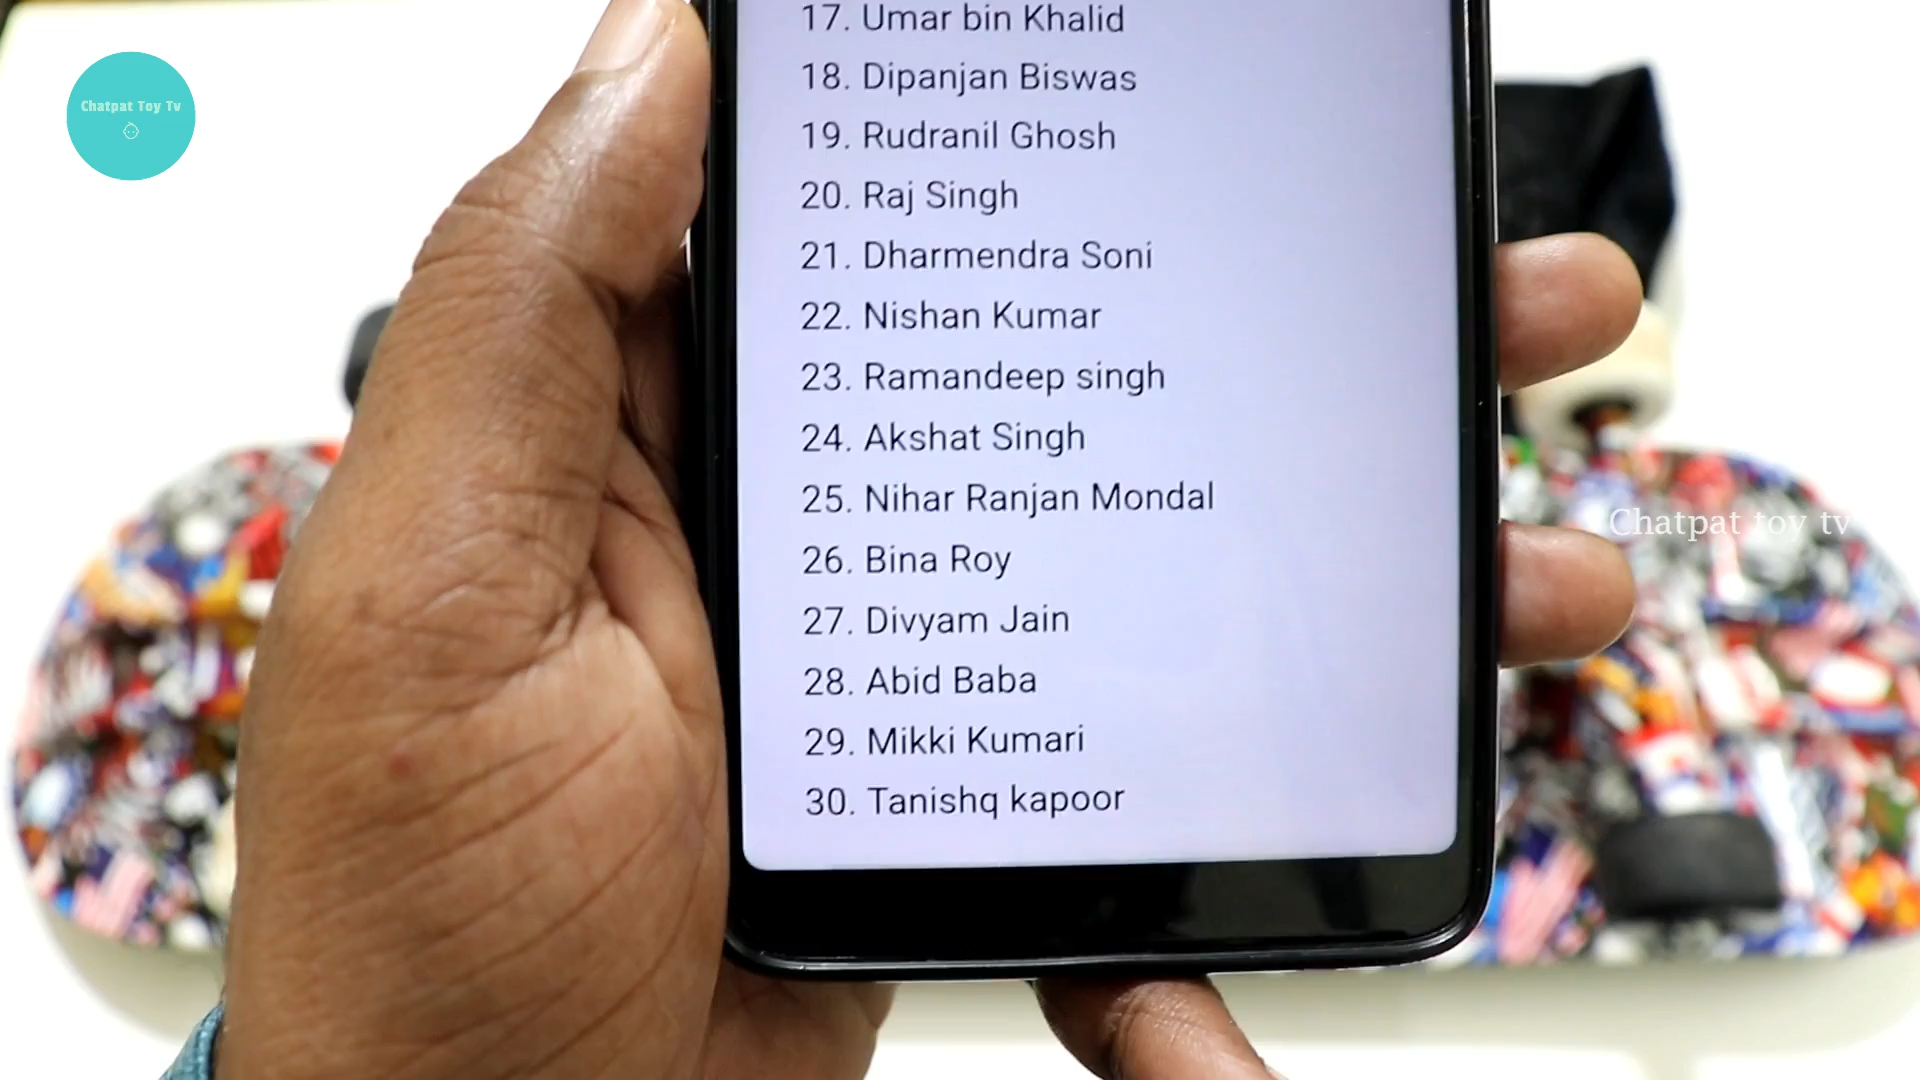 Chatpat Toy Tv
17. Umar bin Khalid
18. Dipanjan Biswas
19. Rudranil Ghosh
20. Raj Singh
21. Dharmendra Soni
22. Nishan Kumar
23. Ramandeep singh
24. Akshat Singh
25. Nihar Ranjan Mondal
Chatpat toy tv
26. Bina Roy
27. Divyam Jain
28. Abid Baba
29. Mikki Kumari
30. Tanishq kapoor